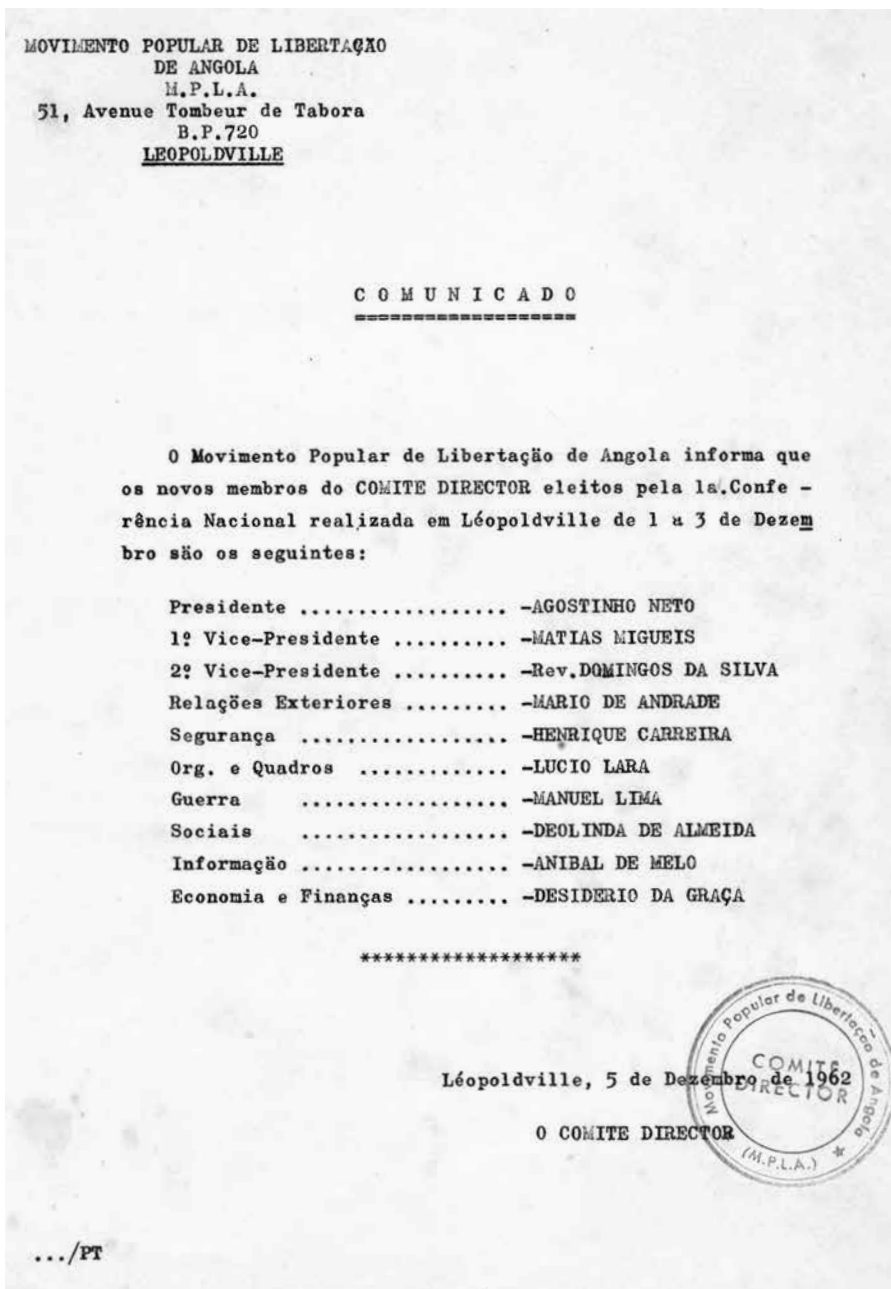 MOVIMENTO POPULAR DE LIBERTAÇÃO
DE ANGOLA
M.P.L.A.
51, Avenue Tombeur de Tabora
B.P.720
LEOPOLDVILLE
C O M U N I C A D O
===================
O Movimento Popular de Libertação de Angola informa que
os novos membros do COMITE DIRECTOR eleitos pela 1a.Confe -
rência Nacional realizada em Léopoldville de 1 a 3 de Dezem
bro são os seguintes:
Presidente .................. -AGOSTINHO NETO
1º Vice-Presidente .......... -MATIAS MIGUEIS
2º Vice-Presidente .......... -Rev.DOMINGOS DA SILVA
Relações Exteriores ......... -MARIO DE ANDRADE
Segurança .................. -HENRIQUE CARREIRA
Org. e Quadros ............. -LUCIO LARA
Guerra .................. -MANUEL LIMA
Sociais .................. -DEOLINDA DE ALMEIDA
Informação .................. -ANIBAL DE MELO
Economia e Finanças ......... -DESIDERIO DA GRAÇA
*******************
Léopoldville, 5 de Dezembro de 1962
O COMITE DIRECTOR
Movimento Popular de Libertação de Angola
COMITE
DIRECTOR
(M.P.L.A.)
.../PT